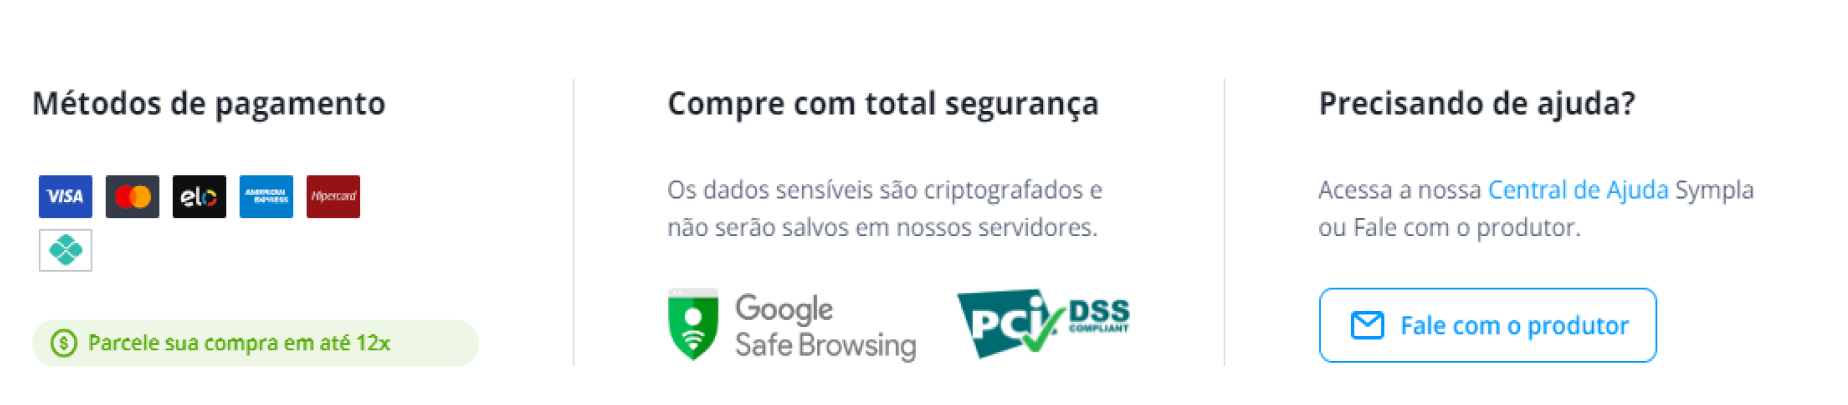 Métodos de pagamento
VISA
elo
AMERICAN
EXPRESS
Hipercard
Parcele sua compra em até 12x
Compre com total segurança
Os dados sensíveis são criptografados e
não serão salvos em nossos servidores.
Google
Safe Browsing
PCi DSS
COMPLIANT
Precisando de ajuda?
Acessa a nossa Central de Ajuda Sympla
ou Fale com o produtor.
Fale com o produtor